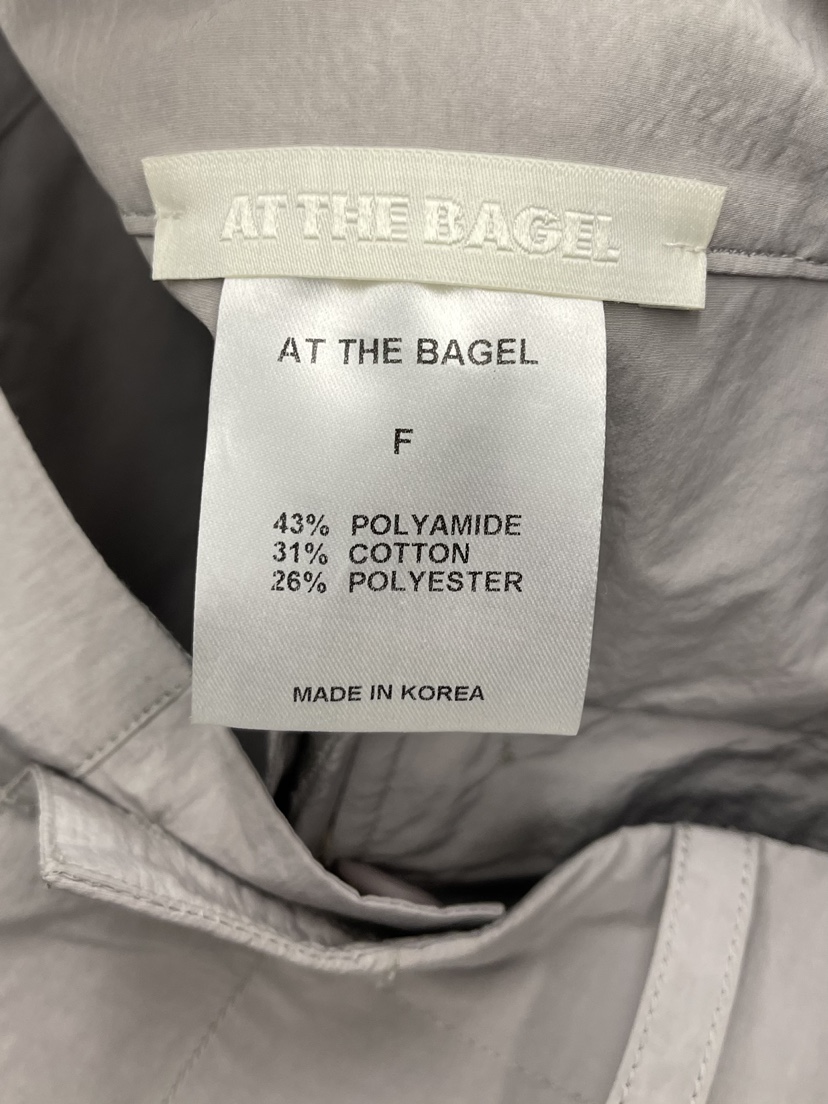 AT THE BAGEL
AT THE BAGEL
F
43% POLYAMIDE
31% COTTON
26% POLYESTER
MADE IN KOREA